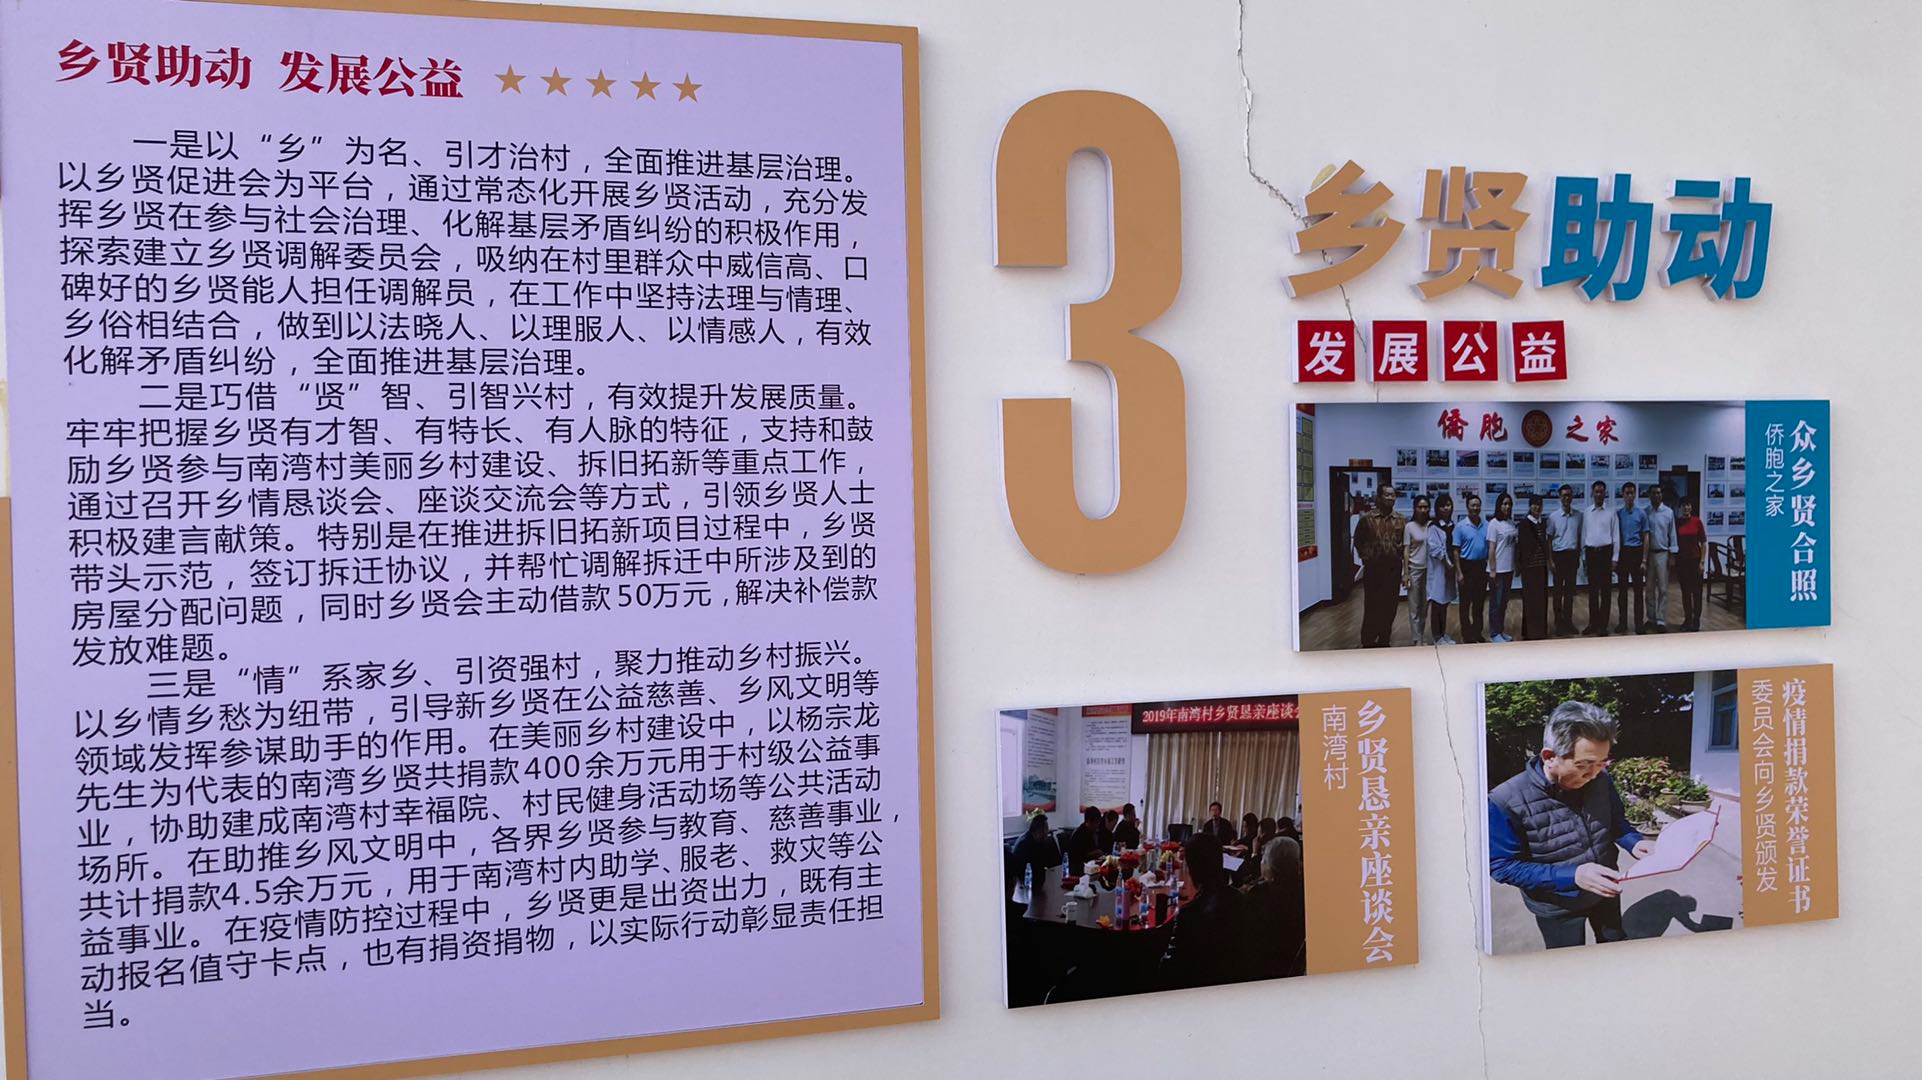 乡贤助动 发展公益
一是以“乡”为名、引才治村，全面推进基层治理。
以乡贤促进会为平台，通过常态化开展乡贤活动，充分发
挥乡贤在参与社会治理、化解基层矛盾纠纷的积极作用，
探索建立乡贤调解委员会，吸纳在村里群众中威信高、口
碑好的乡贤能人担任调解员，在工作中坚持法理与情理、
乡俗相结合，做到以法晓人、以理服人、以情感人，有效
化解矛盾纠纷，全面推进基层治理。
二是巧借“贤”智、引智兴村，有效提升发展质量。
牢牢把握乡贤有才智、有特长、有人脉的特征，支持和鼓
励乡贤参与南湾村美丽乡村建设、拆旧拓新等重点工作，
通过召开乡情恳谈会、座谈交流会等方式，引领乡贤人士
积极建言献策。特别是在推进拆旧拓新项目过程中，乡贤
带头示范，签订拆迁协议，并帮忙调解拆迁中所涉及到的
房屋分配问题，同时乡贤会主动借款50万元，解决补偿款
发放难题。
三是“情”系家乡、引资强村，聚力推动乡村振兴。
以乡情乡愁为纽带，引导新乡贤在公益慈善、乡风文明等
领域发挥参谋助手的作用。在美丽乡村建设中，以杨宗龙
先生为代表的南湾乡贤共捐款400余万元用于村级公益事
业，协助建成南湾村幸福院、村民健身活动场等公共活动
场所。在助推乡风文明中，各界乡贤参与教育、慈善事业，
共计捐款4.5余万元，用于南湾村内助学、服老、救灾等公
益事业。在疫情防控过程中，乡贤更是出资出力，既有主
动报名值守卡点，也有捐资捐物，以实际行动彰显责任担
当。
3
乡贤助动
发展公益
僑胞之家
众乡贤合照
侨胞之家
2019年南湾村乡贤恳亲座谈会
乡贤恳亲座谈会
南湾村
疫情捐款荣誉证书
委员会向乡贤颁发